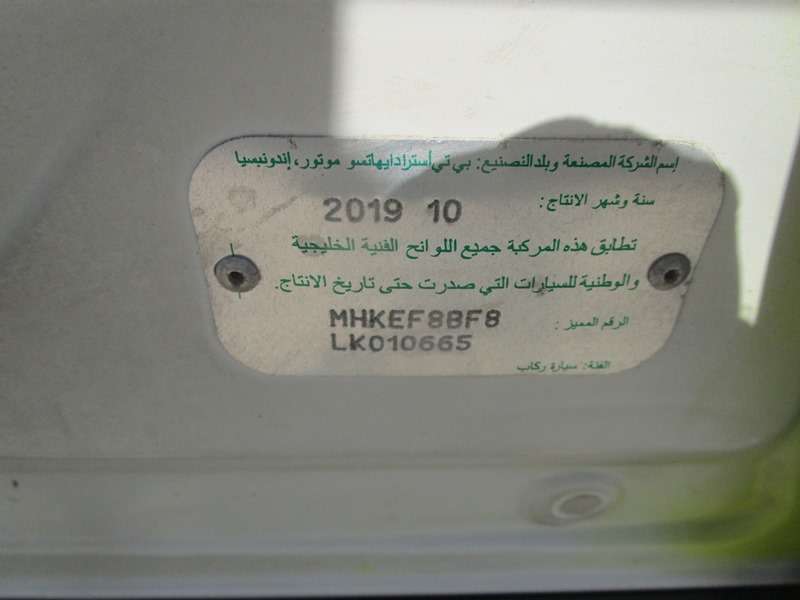 إسم الشركة المصنعة وبلد التصنيع: بي تي أسترا دايهاتسو موتور، إندونيسيا
سنة وشهر الانتاج: 2019 10
تطابق هذه المركبة جميع اللوائح الفنية الخليجية
والوطنية للسيارات التي صدرت حتى تاريخ الانتاج.
الرقم المميز: MHKEF8BF8
LK010665
الفئة: سيارة ركاب